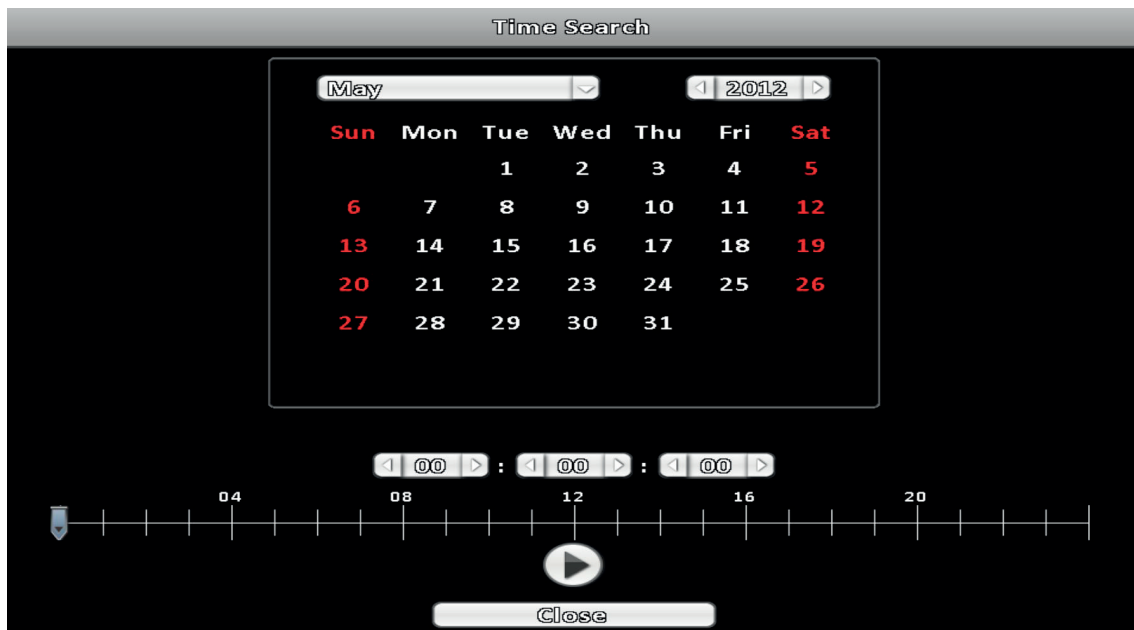 Time Search
May 2012
Sun Mon Tue Wed Thu Fri Sat
1 2 3 4 5
6 7 8 9 10 11 12
13 14 15 16 17 18 19
20 21 22 23 24 25 26
27 28 29 30 31
00 : 00 : 00
04 08 12 16 20
Close